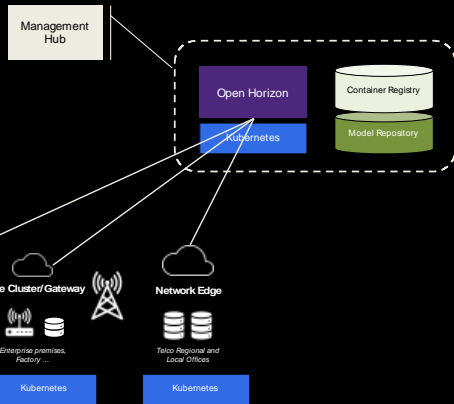 Management
Hub
Open Horizon
Kubernetes
Container Registry
Model Repository
e Cluster/Gateway
Network Edge
Enterprise premises,
Factory ...
Telco Regional and
Local Offices
Kubernetes
Kubernetes